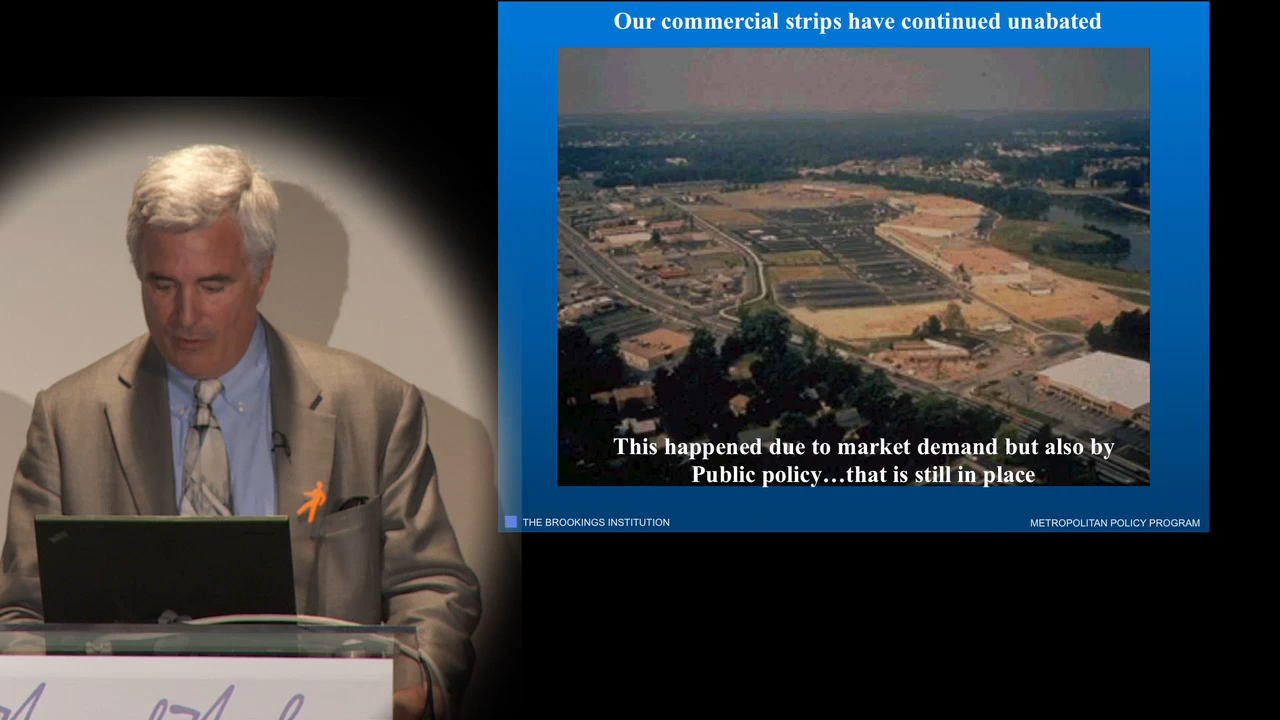 Our commercial strips have continued unabated
This happened due to market demand but also by
Public policy…that is still in place
THE BROOKINGS INSTITUTION
METROPOLITAN POLICY PROGRAM